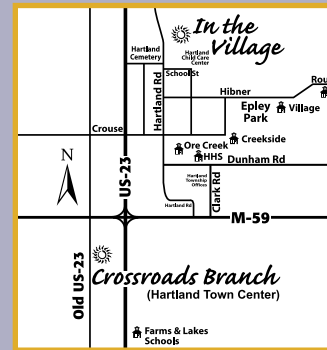 In the
Village
Hartland
Cemetery
Hartland
Child Care
Center
School St
Hartland Rd
Hibner
Rou
Epley
Park
Village
Crouse
Creekside
Ore Creek
HHS
Dunham Rd
N
US-23
Hartland
Township
Offices
Clark Rd
Hartland Rd
M-59
Old US-23
Crossroads Branch
(Hartland Town Center)
Farms & Lakes
Schools